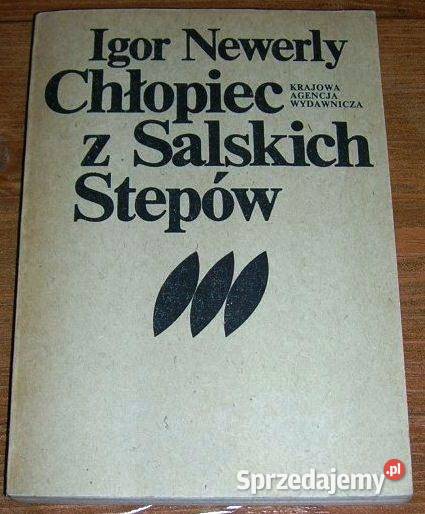 Igor Newerly
Chłopiec
KRAJOWA
AGENCJA
WYDAWNICZA
z Salskich
Stepów
Sprzedajemy.pl